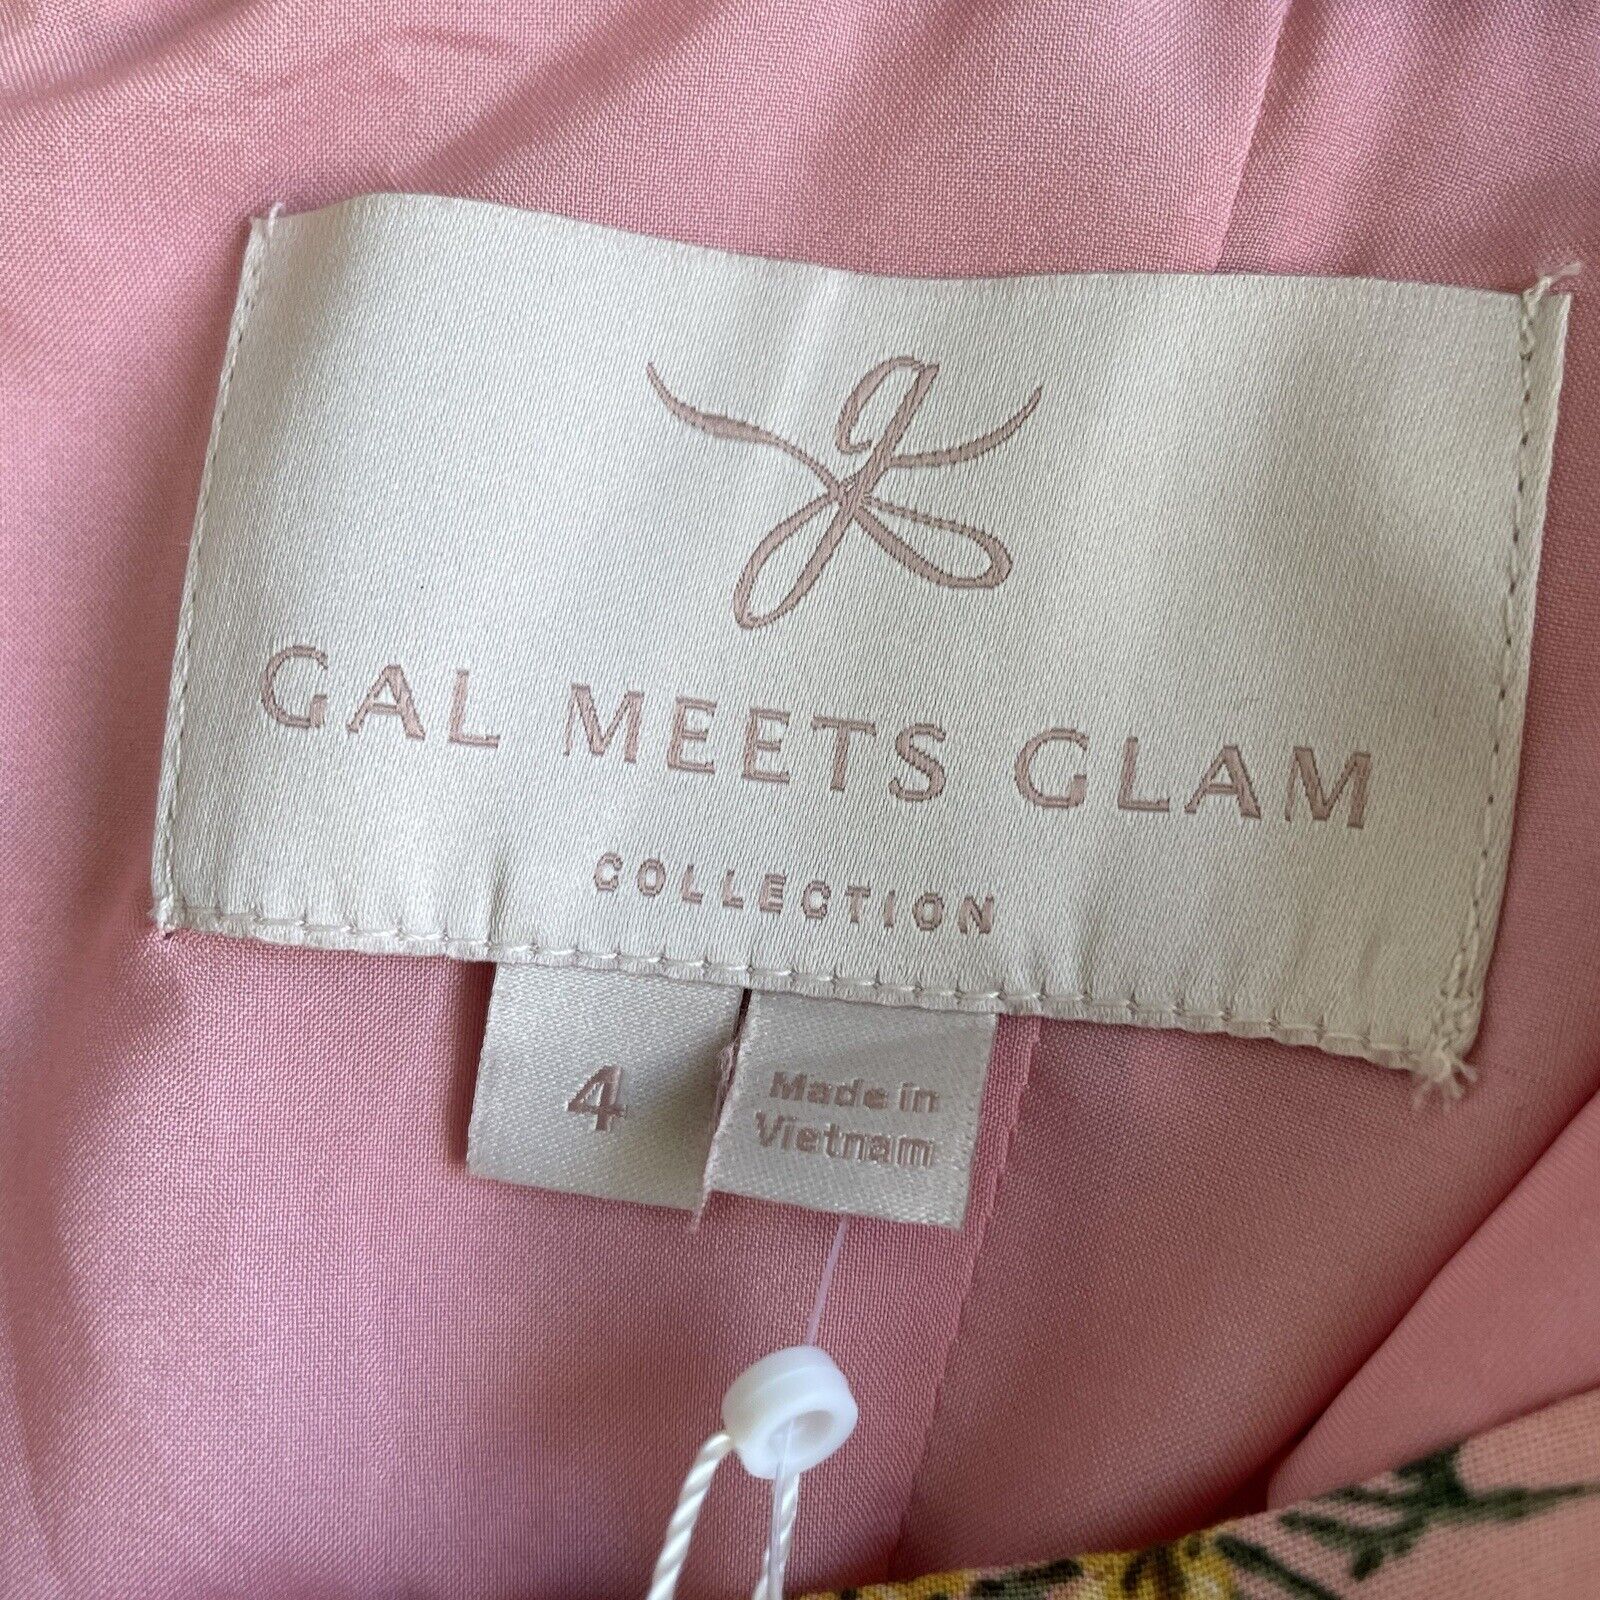 g
GAL MEETS GLAM
COLLECTION
4
Made in
Vietnam